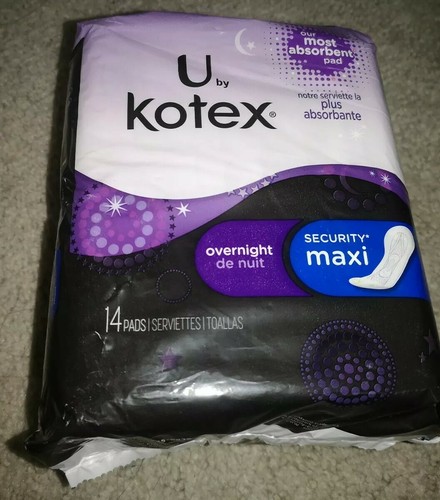 our
most
absorbent
pad
U by
kotex®
notre serviette la
plus
absorbante
overnight
de nuit
SECURITY®
maxi
14 PADS | SERVIETTES | TOALLAS